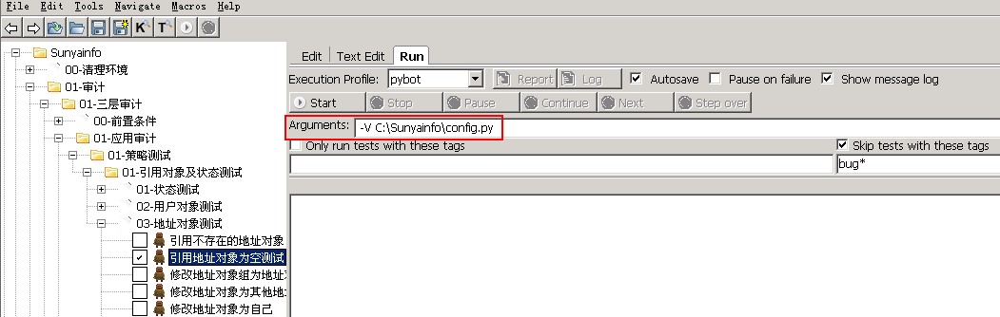 File Edit Tools Navigate Macros Help
K T
Sunyainfo
00-清理环境
01-审计
01-三层审计
00-前置条件
01-应用审计
01-策略测试
01-引用对象及状态测试
01-状态测试
02-用户对象测试
03-地址对象测试
引用不存在的地址对象
引用地址对象为空测试
修改地址对象组为地址对
修改地址对象为其他地址
修改地址对象为自己
Edit Text Edit Run
Execution Profile: pybot Report Log Autosave Pause on failure Show message log
Start Stop Pause Continue Next Step over
Arguments: -V C:\Sunyainfo\config.py
Only run tests with these tags Skip tests with these tags
bug*